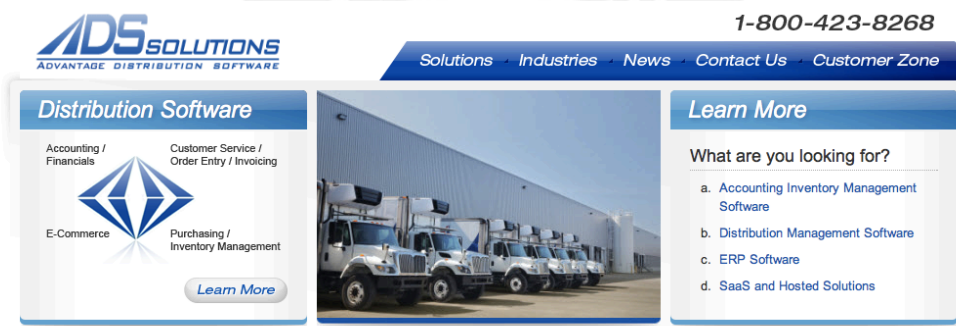 1-800-423-8268
ADS SOLUTIONS
ADVANTAGE DISTRIBUTION SOFTWARE
Solutions Industries News Contact Us Customer Zone
Distribution Software
Accounting /
Financials
Customer Service /
Order Entry / Invoicing
E-Commerce
Purchasing /
Inventory Management
Learn More
Learn More
What are you looking for?
a. Accounting Inventory Management
Software
b. Distribution Management Software
c. ERP Software
d. SaaS and Hosted Solutions